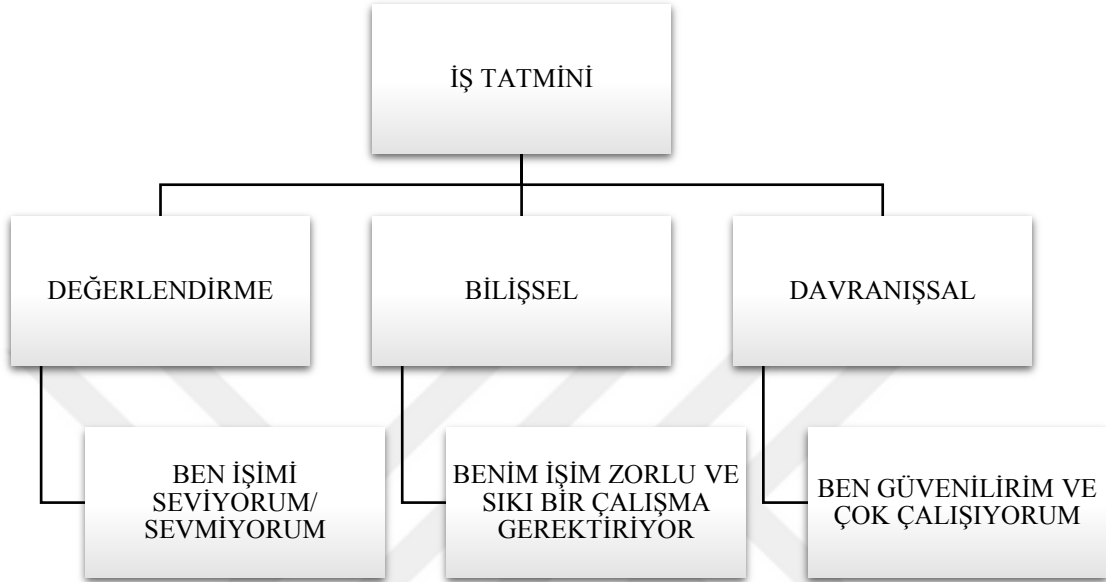 İŞ TATMİNİ
DEĞERLENDİRME
BİLİŞSEL
DAVRANIŞSAL
BEN İŞİMİ
SEVİYORUM/
SEVMİYORUM
BENİM İŞİM ZORLU VE
SIKI BİR ÇALIŞMA
GEREKTİRİYOR
BEN GÜVENİLİRİM VE
ÇOK ÇALIŞIYORUM